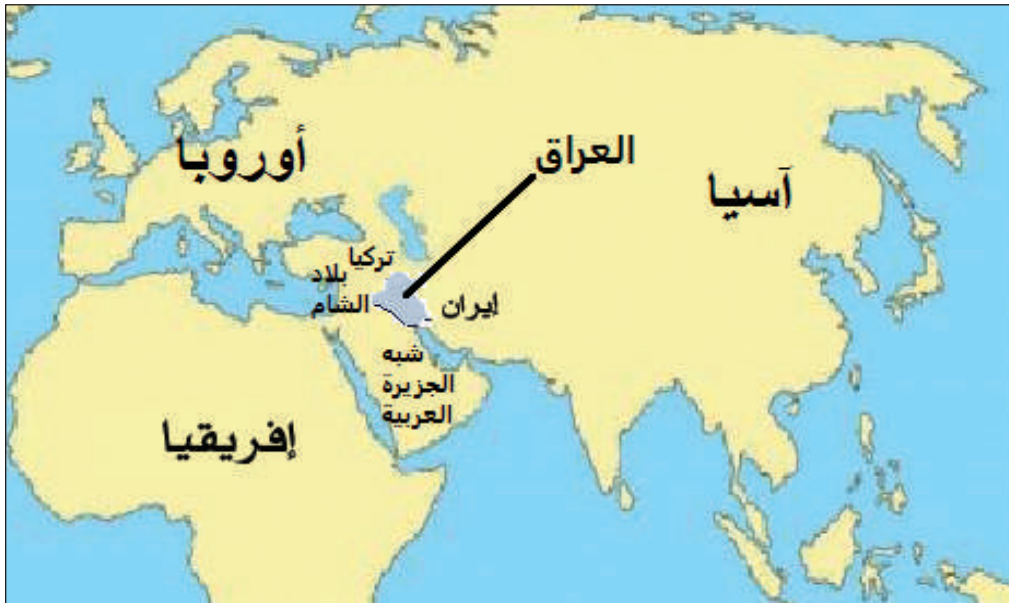 أوروبا
العراق
آسيا
تركيا
بلاد
الشام
إيران
شبه
الجزيرة
العربية
إفريقيا